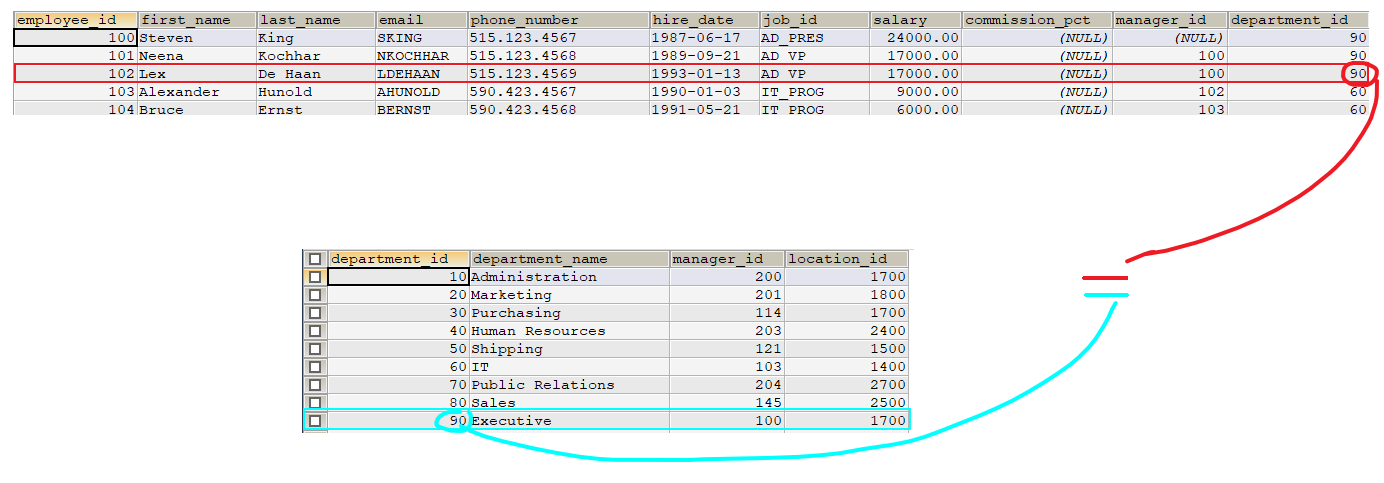 employee_id first_name last_name email phone_number hire_date job_id salary commission_pct manager_id department_id
100 Steven King SKING 515.123.4567 1987-06-17 AD_PRES 24000.00 (NULL) (NULL) 90
101 Neena Kochhar NKOCHHAR 515.123.4568 1989-09-21 AD_VP 17000.00 (NULL) 100 90
102 Lex De Haan LDEHAAN 515.123.4569 1993-01-13 AD_VP 17000.00 (NULL) 100 90
103 Alexander Hunold AHUNOLD 590.423.4567 1990-01-03 IT_PROG 9000.00 (NULL) 102 60
104 Bruce Ernst BERNST 590.423.4568 1991-05-21 IT_PROG 6000.00 (NULL) 103 60
department_id department_name manager_id location_id
10 Administration 200 1700
20 Marketing 201 1800
30 Purchasing 114 1700
40 Human Resources 203 2400
50 Shipping 121 1500
60 IT 103 1400
70 Public Relations 204 2700
80 Sales 145 2500
90 Executive 100 1700